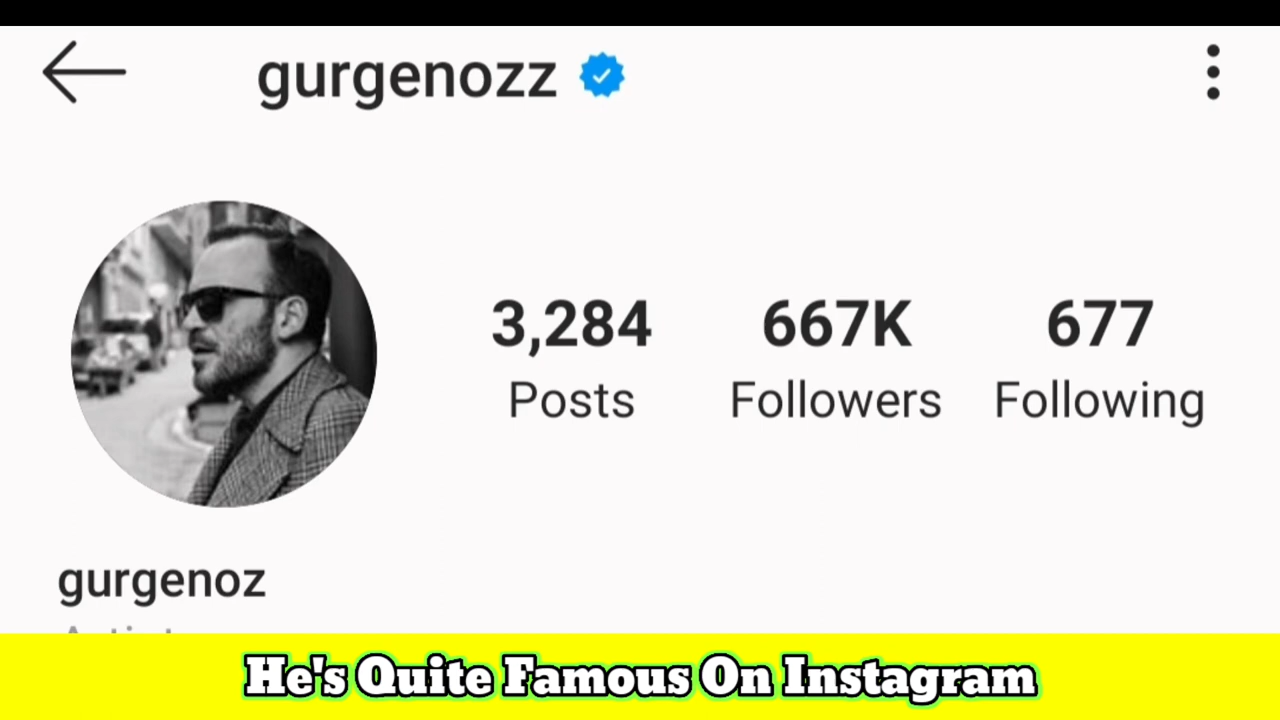 gurgenozz
3,284 667K 677
Posts Followers Following
gurgenoz
He's Quite Famous On Instagram